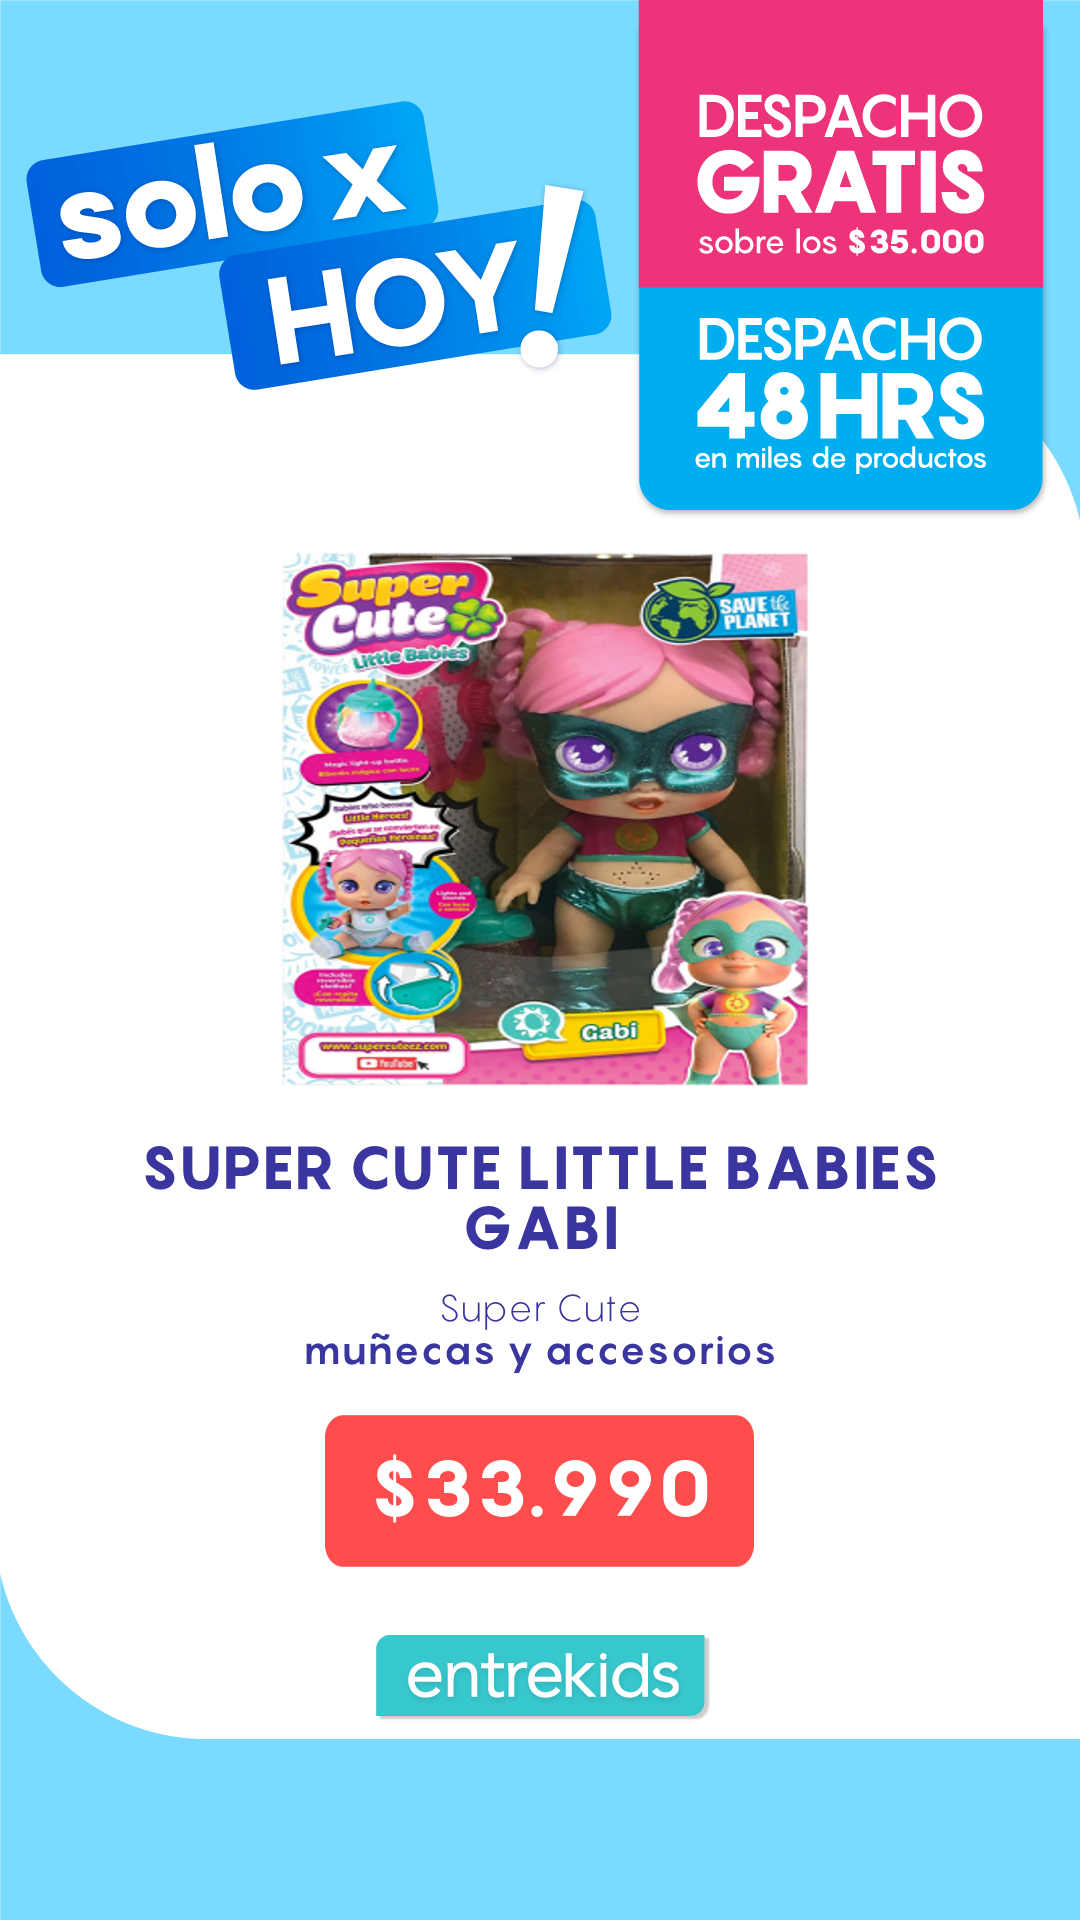 solo x
HOY!
DESPACHO
GRATIS
sobre los $35.000
DESPACHO
48HRS
en miles de productos
Super
Cute
Little Babies
SAVE the
PLANET
Magic light-up bottle
Biberón mágico con luces
Babies who become
Little Heroes!
¡Bebés que se convierten en
Pequeñas Heroínas!
Lights and
Sounds
Con luces
y sonidos
Includes
reversible
clothes!
¡Con ropita
reversible!
Gabi
www.supercuteez.com
YouTube
SUPER CUTE LITTLE BABIES
GABI
Super Cute
muñecas y accesorios
$33.990
entrekids